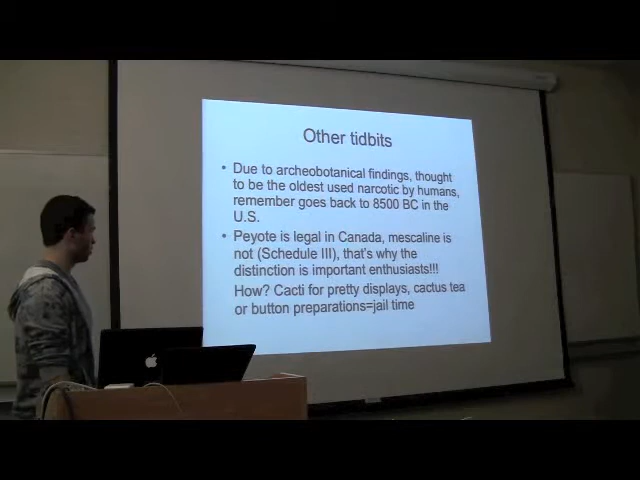 Other tidbits
• Due to archeobotanical findings, thought
to be the oldest used narcotic by humans,
remember goes back to 8500 BC in the
U.S.
• Peyote is legal in Canada, mescaline is
not (Schedule III), that's why the
distinction is important enthusiasts!!!
How? Cacti for pretty displays, cactus tea
or button preparations=jail time